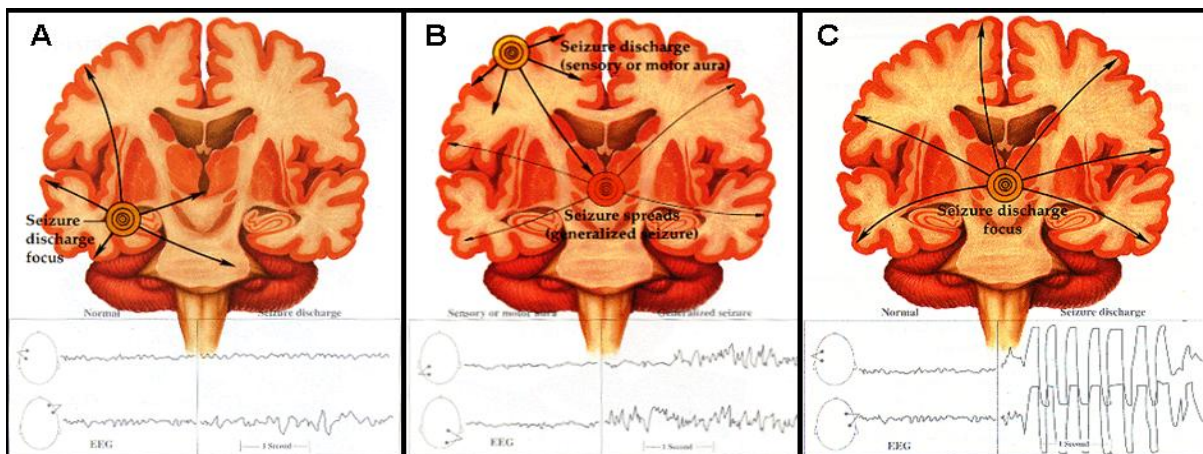 A
Seizure
discharge
focus
Normal
Seizure discharge
EEG
1 Second
B
Seizure discharge
(sensory or motor aura)
Seizure spreads
(generalized seizure)
Sensory or motor aura
Generalized seizure
EEG
1 Second
C
Seizure discharge
focus
Normal
Seizure discharge
EEG
1 Second